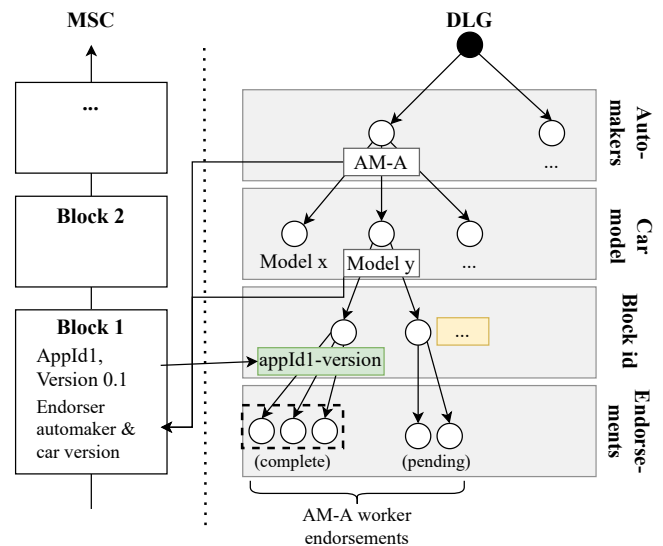 MSC
DLG
...
Block 2
Block 1
AppId1,
Version 0.1
Endorser
automaker &
car version
AM-A
...
Auto-
makers
Model x
Model y
...
Car
model
appId1-version
...
Block id
(complete)
(pending)
Endorse-
ments
AM-A worker
endorsements